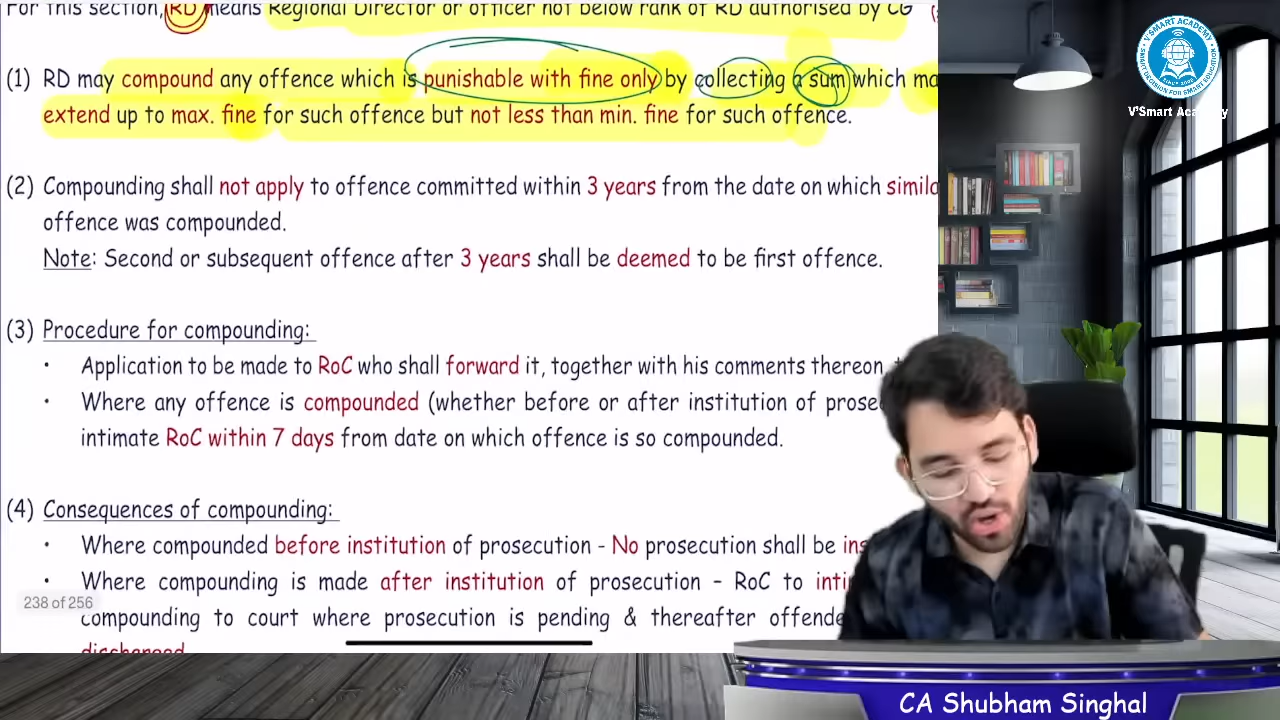 For this section, RD means Regional Director or officer not below rank of RD authorised by CG
(1) RD may compound any offence which is punishable with fine only by collecting a sum which
extend up to max. fine for such offence but not less than min. fine for such offence.
(2) Compounding shall not apply to offence committed within 3 years from the date on which
offence was compounded.
Note: Second or subsequent offence after 3 years shall be deemed to be first offence.
(3) Procedure for compounding:
• Application to be made to RoC who shall forward it, together with his comments thereon,
• Where any offence is compounded (whether before or after institution of
intimate RoC within 7 days from date on which offence is so compounded.
(4) Consequences of compounding:
• Where compounded before institution of prosecution - No prosecution shall be
• Where compounding is made after institution of prosecution – RoC to
compounding to court where prosecution is pending & thereafter
discharged
238 of 256
V'SMART ACADEMY
SINCE 2005
V'Smart Academy
CA Shubham Singhal